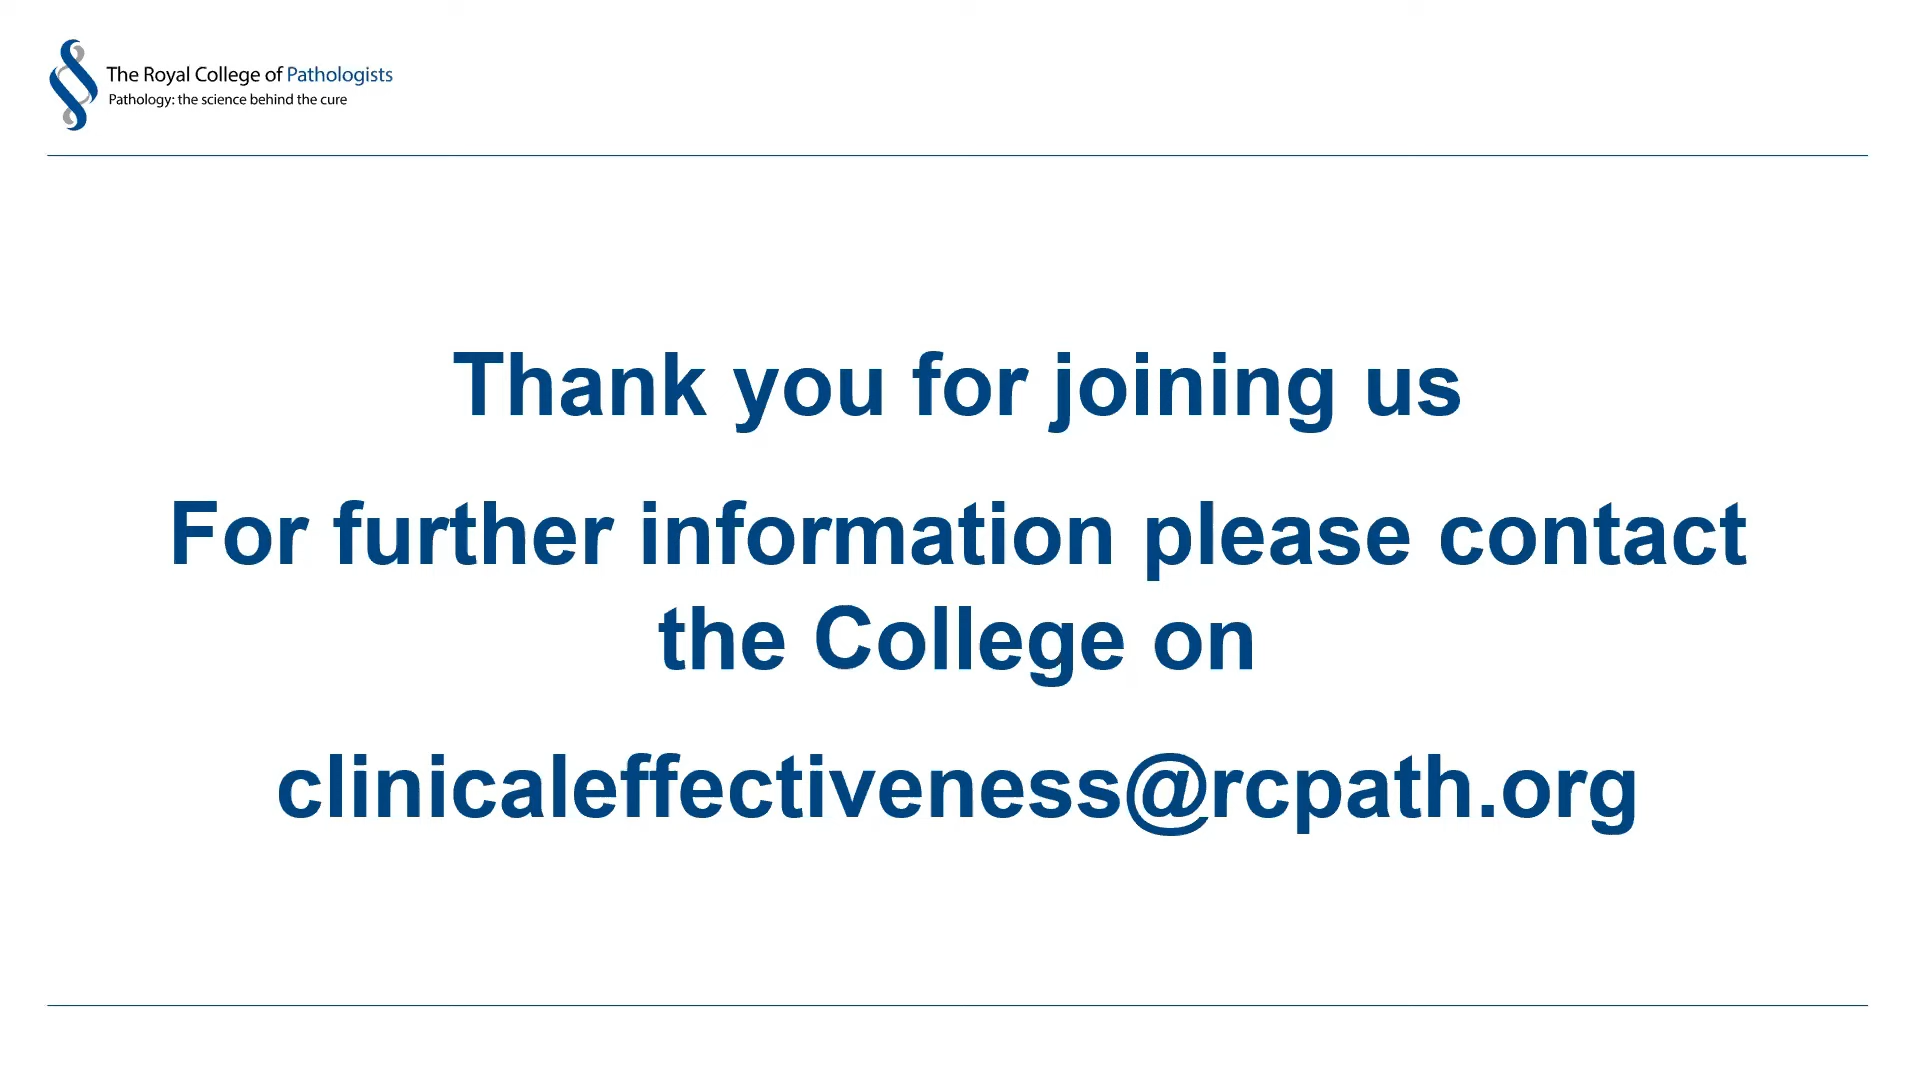 The Royal College of Pathologists
Pathology: the science behind the cure
Thank you for joining us
For further information please contact
the College on
clinicaleffectiveness@rcpath.org